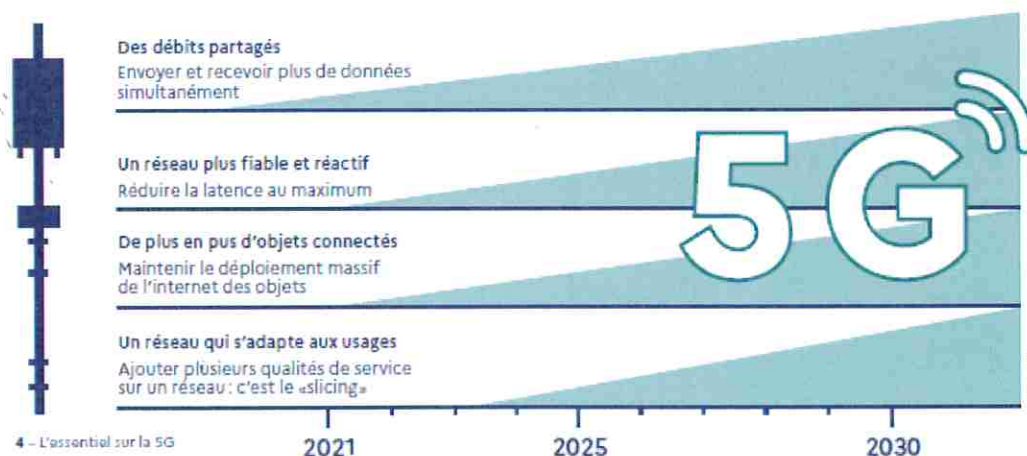 Des débits partagés
Envoyer et recevoir plus de données
simultanément
Un réseau plus fiable et réactif
Réduire la latence au maximum
De plus en pus d'objets connectés
Maintenir le déploiement massif
de l'internet des objets
Un réseau qui s'adapte aux usages
Ajouter plusieurs qualités de service
sur un réseau : c'est le «slicing»
5G
2021
2025
2030
4 – L'essentiel sur la 5G